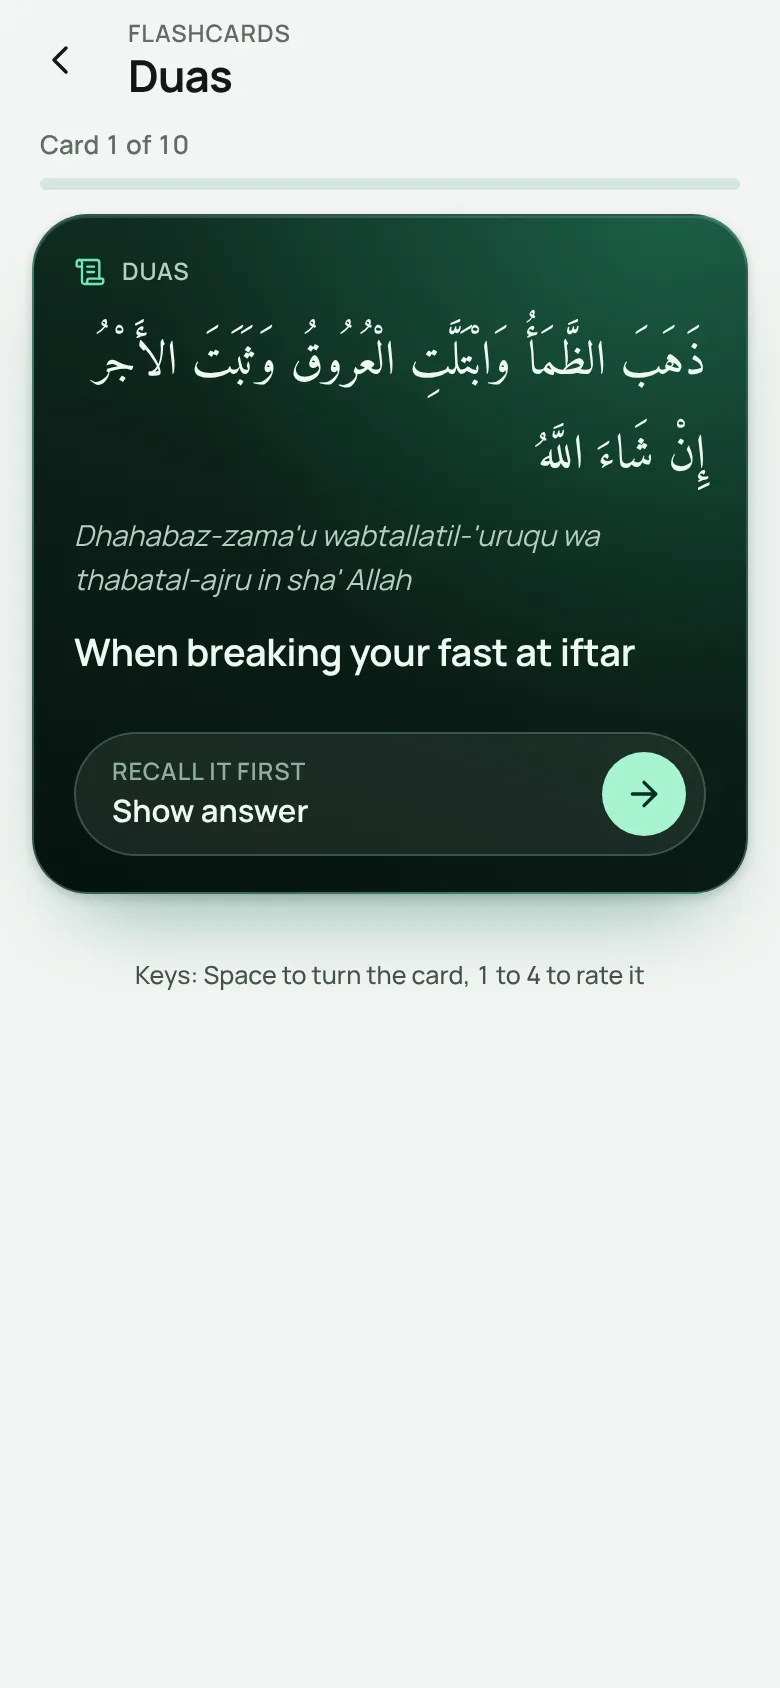 FLASHCARDS
Duas
Card 1 of 10
DUAS
ذَهَبَ الظَّمَأُ وَابْتَلَّتِ الْعُرُوقُ وَثَبَتَ الأَجْرُ
إِنْ شَاءَ اللَّهُ
Dhahabaz-zama'u wabtallatil-'uruqu wa
thabatal-ajru in sha' Allah
When breaking your fast at iftar
RECALL IT FIRST
Show answer
Keys: Space to turn the card, 1 to 4 to rate it